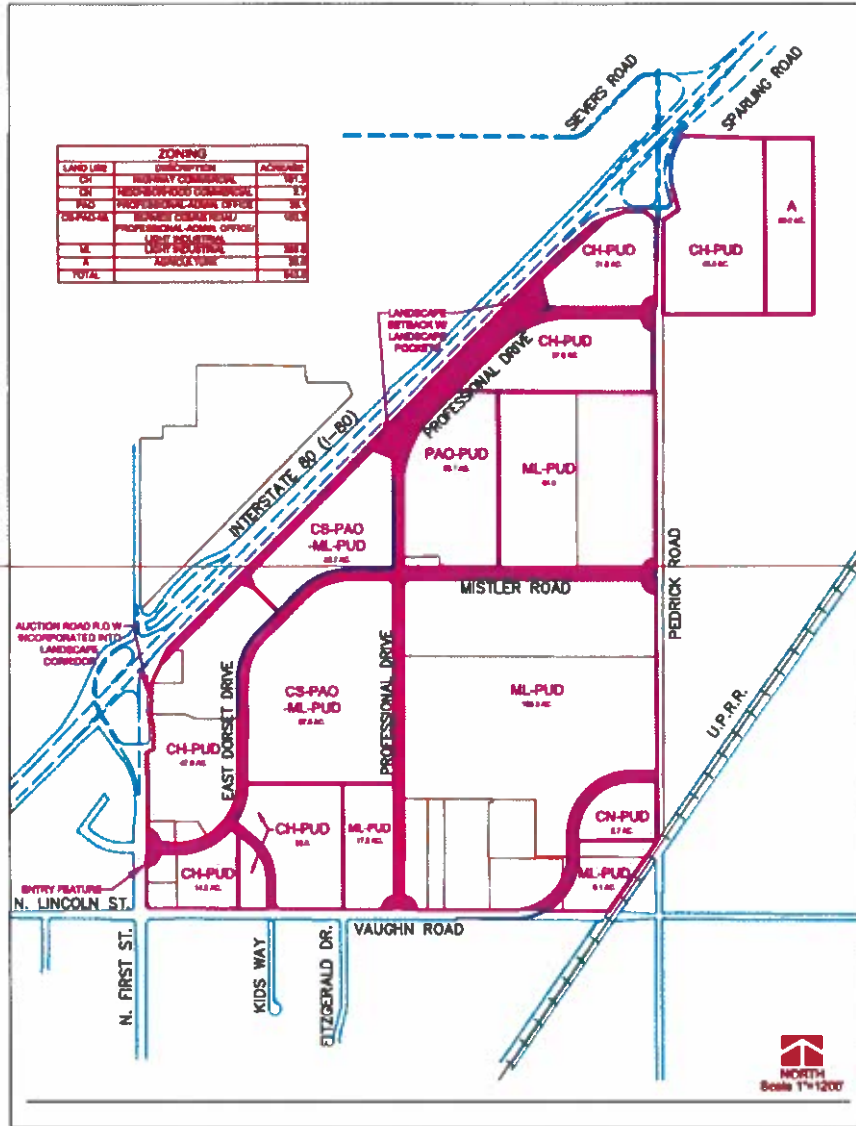 SIEVERS ROAD
SPARLING ROAD
ZONING
LAND USE DESCRIPTION ACREAGE
CH HIGHWAY COMMERCIAL
CN NEIGHBORHOOD COMMERCIAL
PAO PROFESSIONAL-ADMIN. OFFICE
CS-PAO-ML SERVICE COMMERCIAL/
PROFESSIONAL-ADMIN. OFFICE/
LIGHT INDUSTRIAL
ML LIGHT INDUSTRIAL
A AGRICULTURE
TOTAL
A
CH-PUD
CH-PUD
LANDSCAPE
SETBACK W/
LANDSCAPE
POCKETS
CH-PUD
PROFESSIONAL DRIVE
INTERSTATE 80 (I-80)
PAO-PUD
ML-PUD
CS-PAO
-ML-PUD
MISTLER ROAD
PEDRICK ROAD
AUCTION ROAD R.O.W
INCORPORATED INTO
LANDSCAPE
CORRIDOR
EAST DORSET DRIVE
CS-PAO
-ML-PUD
PROFESSIONAL DRIVE
ML-PUD
U.P.R.R.
CH-PUD
CN-PUD
CH-PUD
ML-PUD
CH-PUD
14.3 AC.
ML-PUD
ENTRY FEATURE
N. LINCOLN ST.
VAUGHN ROAD
N. FIRST ST.
KIDS WAY
FITZGERALD DR.
NORTH
Scale 1"=1200'